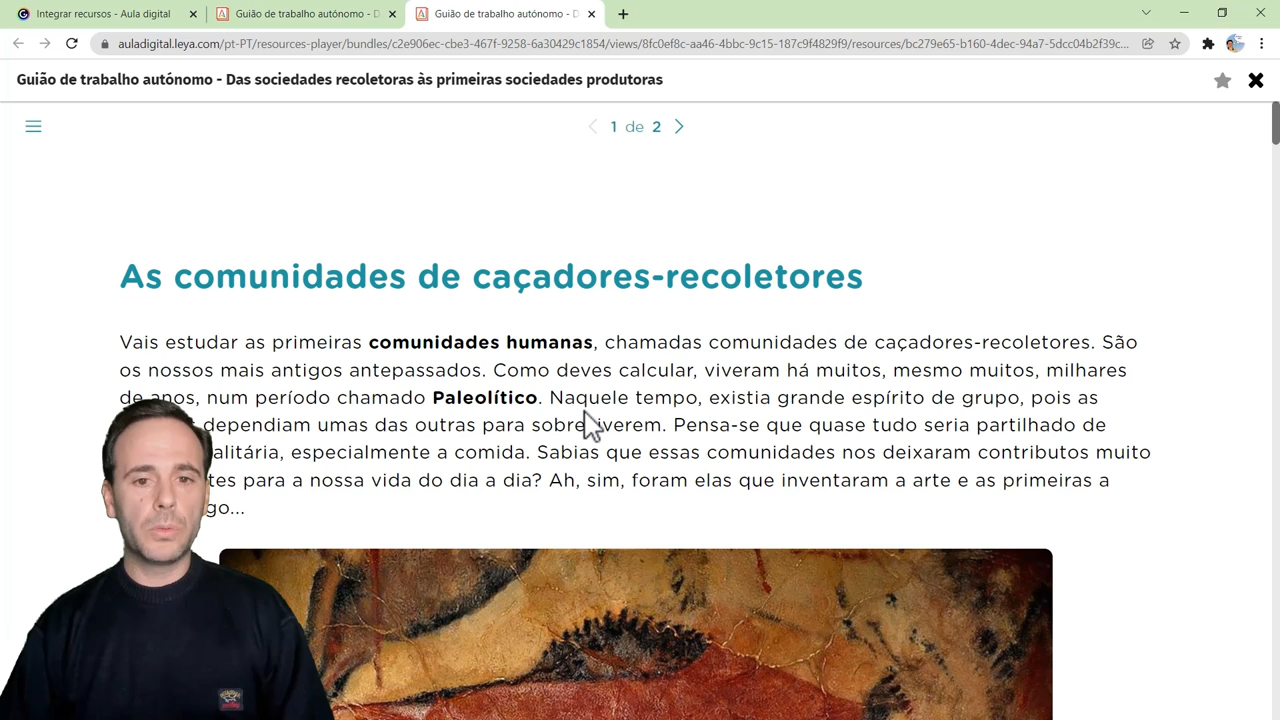 Integrar recursos - Aula digital
Guião de trabalho autónomo - D
Guião de trabalho autónomo - D
auladigital.leya.com/pt-PT/resources-player/bundles/c2e906ec-cbe3-467f-9258-6a30429c1854/views/8fc0ef8c-aa46-4bbc-9c15-187c9f4829f9/resources/bc279e65-b160-4dec-94a7-5dcc04b2f39c...
Guião de trabalho autónomo - Das sociedades recoletoras às primeiras sociedades produtoras
1 de 2
As comunidades de caçadores-recoletores
Vais estudar as primeiras comunidades humanas, chamadas comunidades de caçadores-recoletores. São
os nossos mais antigos antepassados. Como deves calcular, viveram há muitos, mesmo muitos, milhares
de anos, num período chamado Paleolítico. Naquele tempo, existia grande espírito de grupo, pois as
dependiam umas das outras para sobreviverem. Pensa-se que quase tudo seria partilhado de
alitária, especialmente a comida. Sabias que essas comunidades nos deixaram contributos muito
tes para a nossa vida do dia a dia? Ah, sim, foram elas que inventaram a arte e as primeiras a
go...